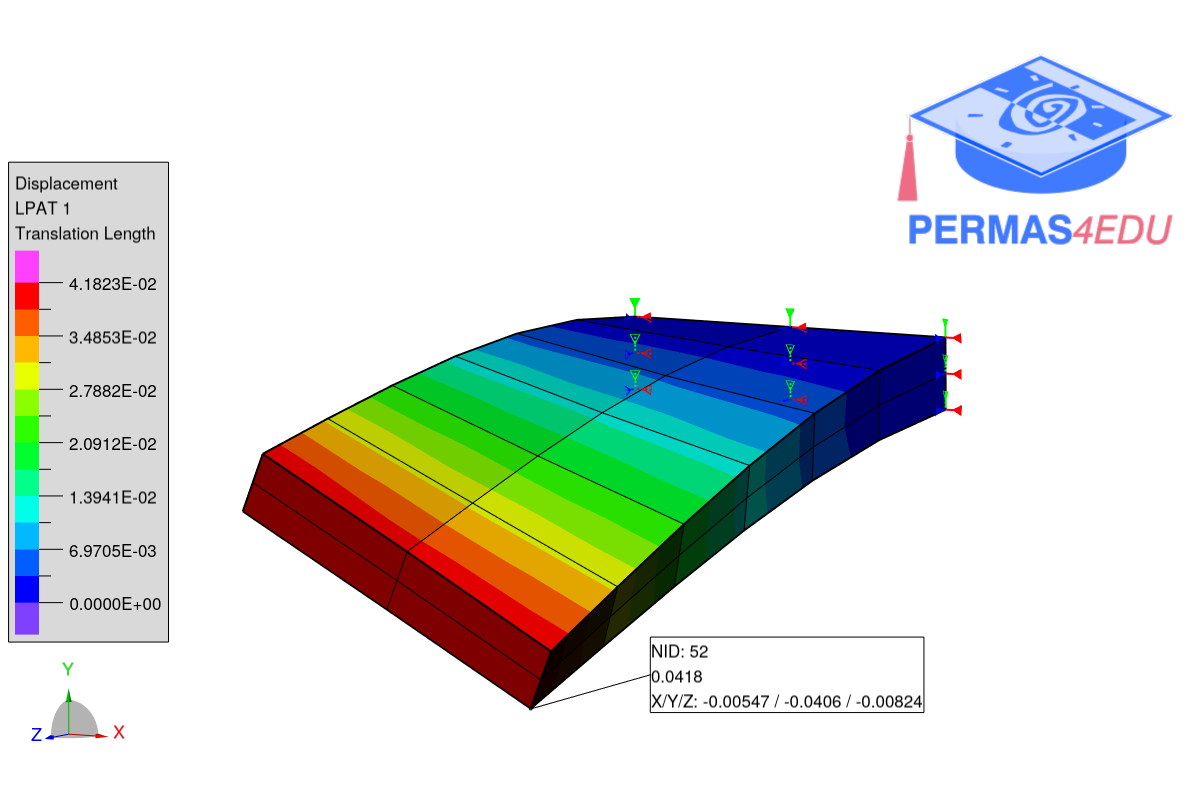 PERMAS4EDU
Displacement
LPAT 1
Translation Length
4.1823E-02
3.4853E-02
2.7882E-02
2.0912E-02
1.3941E-02
6.9705E-03
0.0000E+00
NID: 52
0.0418
X/Y/Z: -0.00547 / -0.0406 / -0.00824
Y
Z
X